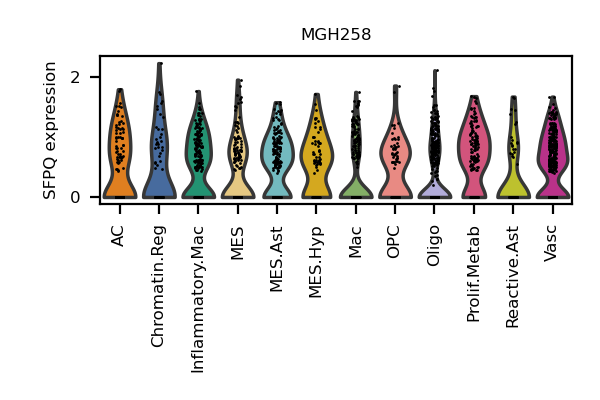 MGH258
SFPQ expression
2
0
AC
Chromatin.Reg
Inflammatory.Mac
MES
MES.Ast
MES.Hyp
Mac
OPC
Oligo
Prolif.Metab
Reactive.Ast
Vasc